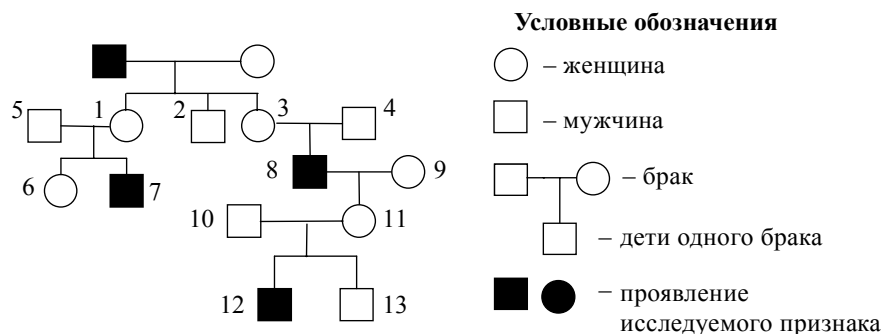 Условные обозначения
– женщина
– мужчина
– брак
– дети одного брака
– проявление
исследуемого признака
5
1
2
3
4
6
7
8
9
10
11
12
13